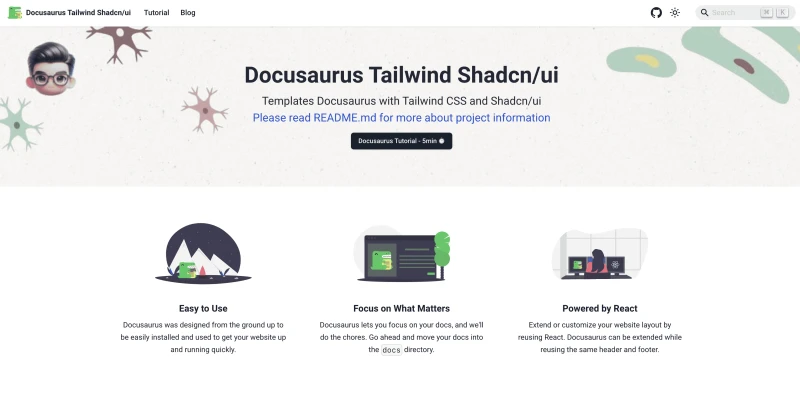 Docusaurus Tailwind Shadcn/ui Tutorial Blog Search ⌘ K
Docusaurus Tailwind Shadcn/ui
Templates Docusaurus with Tailwind CSS and Shadcn/ui
Please read README.md for more about project information
Docusaurus Tutorial - 5min
Easy to Use
Docusaurus was designed from the ground up to
be easily installed and used to get your website up
and running quickly.
Focus on What Matters
Docusaurus lets you focus on your docs, and we'll
do the chores. Go ahead and move your docs into
the docs directory.
Powered by React
Extend or customize your website layout by
reusing React. Docusaurus can be extended while
reusing the same header and footer.